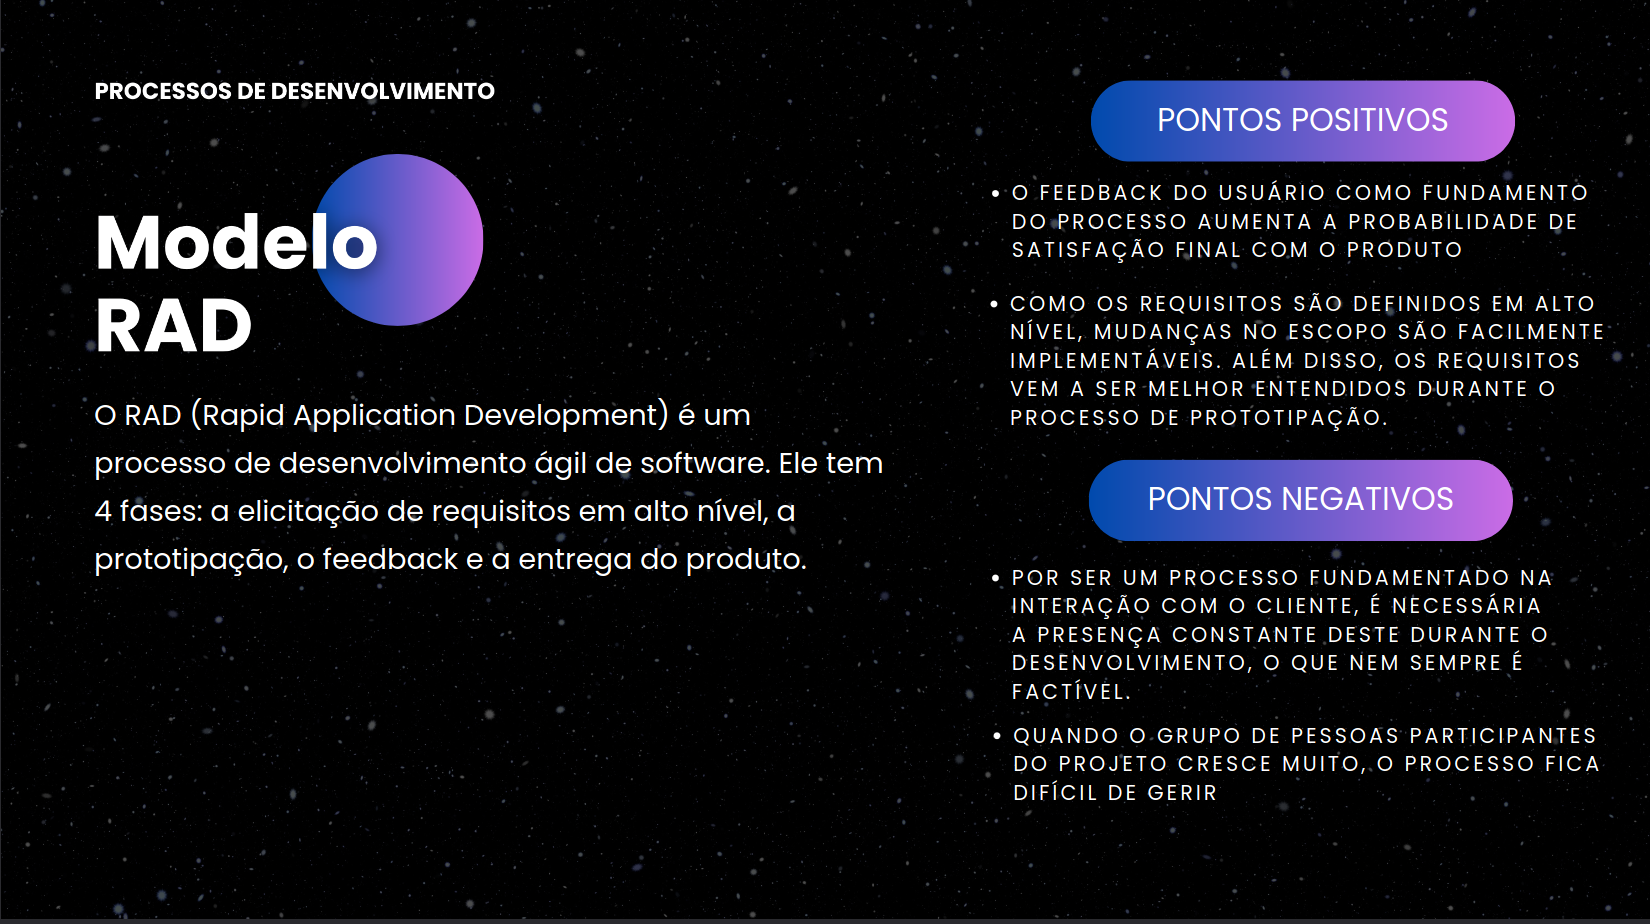 PROCESSOS DE DESENVOLVIMENTO
Modelo
RAD
O RAD (Rapid Application Development) é um
processo de desenvolvimento ágil de software. Ele tem
4 fases: a elicitação de requisitos em alto nível, a
prototipação, o feedback e a entrega do produto.
PONTOS POSITIVOS
• O FEEDBACK DO USUÁRIO COMO FUNDAMENTO
DO PROCESSO AUMENTA A PROBABILIDADE DE
SATISFAÇÃO FINAL COM O PRODUTO
• COMO OS REQUISITOS SÃO DEFINIDOS EM ALTO
NÍVEL, MUDANÇAS NO ESCOPO SÃO FACILMENTE
IMPLEMENTÁVEIS. ALÉM DISSO, OS REQUISITOS
VEM A SER MELHOR ENTENDIDOS DURANTE O
PROCESSO DE PROTOTIPAÇÃO.
PONTOS NEGATIVOS
• POR SER UM PROCESSO FUNDAMENTADO NA
INTERAÇÃO COM O CLIENTE, É NECESSÁRIA
A PRESENÇA CONSTANTE DESTE DURANTE O
DESENVOLVIMENTO, O QUE NEM SEMPRE É
FACTÍVEL.
• QUANDO O GRUPO DE PESSOAS PARTICIPANTES
DO PROJETO CRESCE MUITO, O PROCESSO FICA
DIFÍCIL DE GERIR